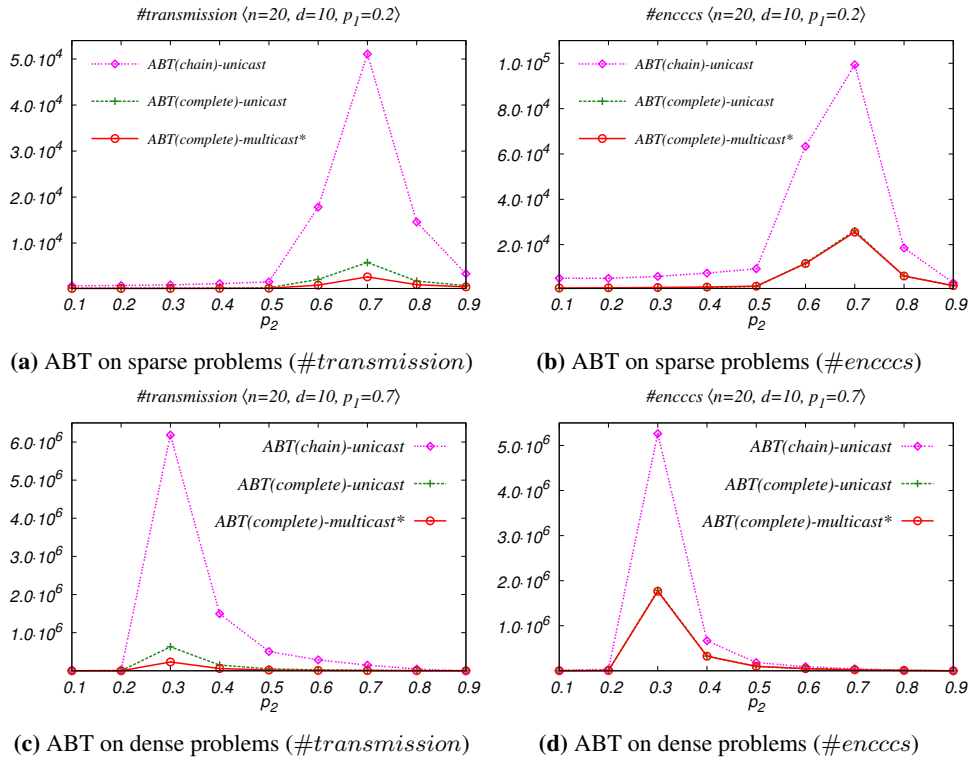 #transmission ⟨n=20, d=10, p1=0.2⟩
5.0·10^4
4.0·10^4
3.0·10^4
2.0·10^4
1.0·10^4
ABT(chain)-unicast
ABT(complete)-unicast
ABT(complete)-multicast*
0.1 0.2 0.3 0.4 0.5 0.6 0.7 0.8 0.9
p2
(a) ABT on sparse problems (#transmission)
#encccs ⟨n=20, d=10, p1=0.2⟩
1.0·10^5
8.0·10^4
6.0·10^4
4.0·10^4
2.0·10^4
ABT(chain)-unicast
ABT(complete)-unicast
ABT(complete)-multicast*
0.1 0.2 0.3 0.4 0.5 0.6 0.7 0.8 0.9
p2
(b) ABT on sparse problems (#encccs)
#transmission ⟨n=20, d=10, p1=0.7⟩
6.0·10^6
5.0·10^6
4.0·10^6
3.0·10^6
2.0·10^6
1.0·10^6
ABT(chain)-unicast
ABT(complete)-unicast
ABT(complete)-multicast*
0.1 0.2 0.3 0.4 0.5 0.6 0.7 0.8 0.9
p2
(c) ABT on dense problems (#transmission)
#encccs ⟨n=20, d=10, p1=0.7⟩
5.0·10^6
4.0·10^6
3.0·10^6
2.0·10^6
1.0·10^6
ABT(chain)-unicast
ABT(complete)-unicast
ABT(complete)-multicast*
0.1 0.2 0.3 0.4 0.5 0.6 0.7 0.8 0.9
p2
(d) ABT on dense problems (#encccs)